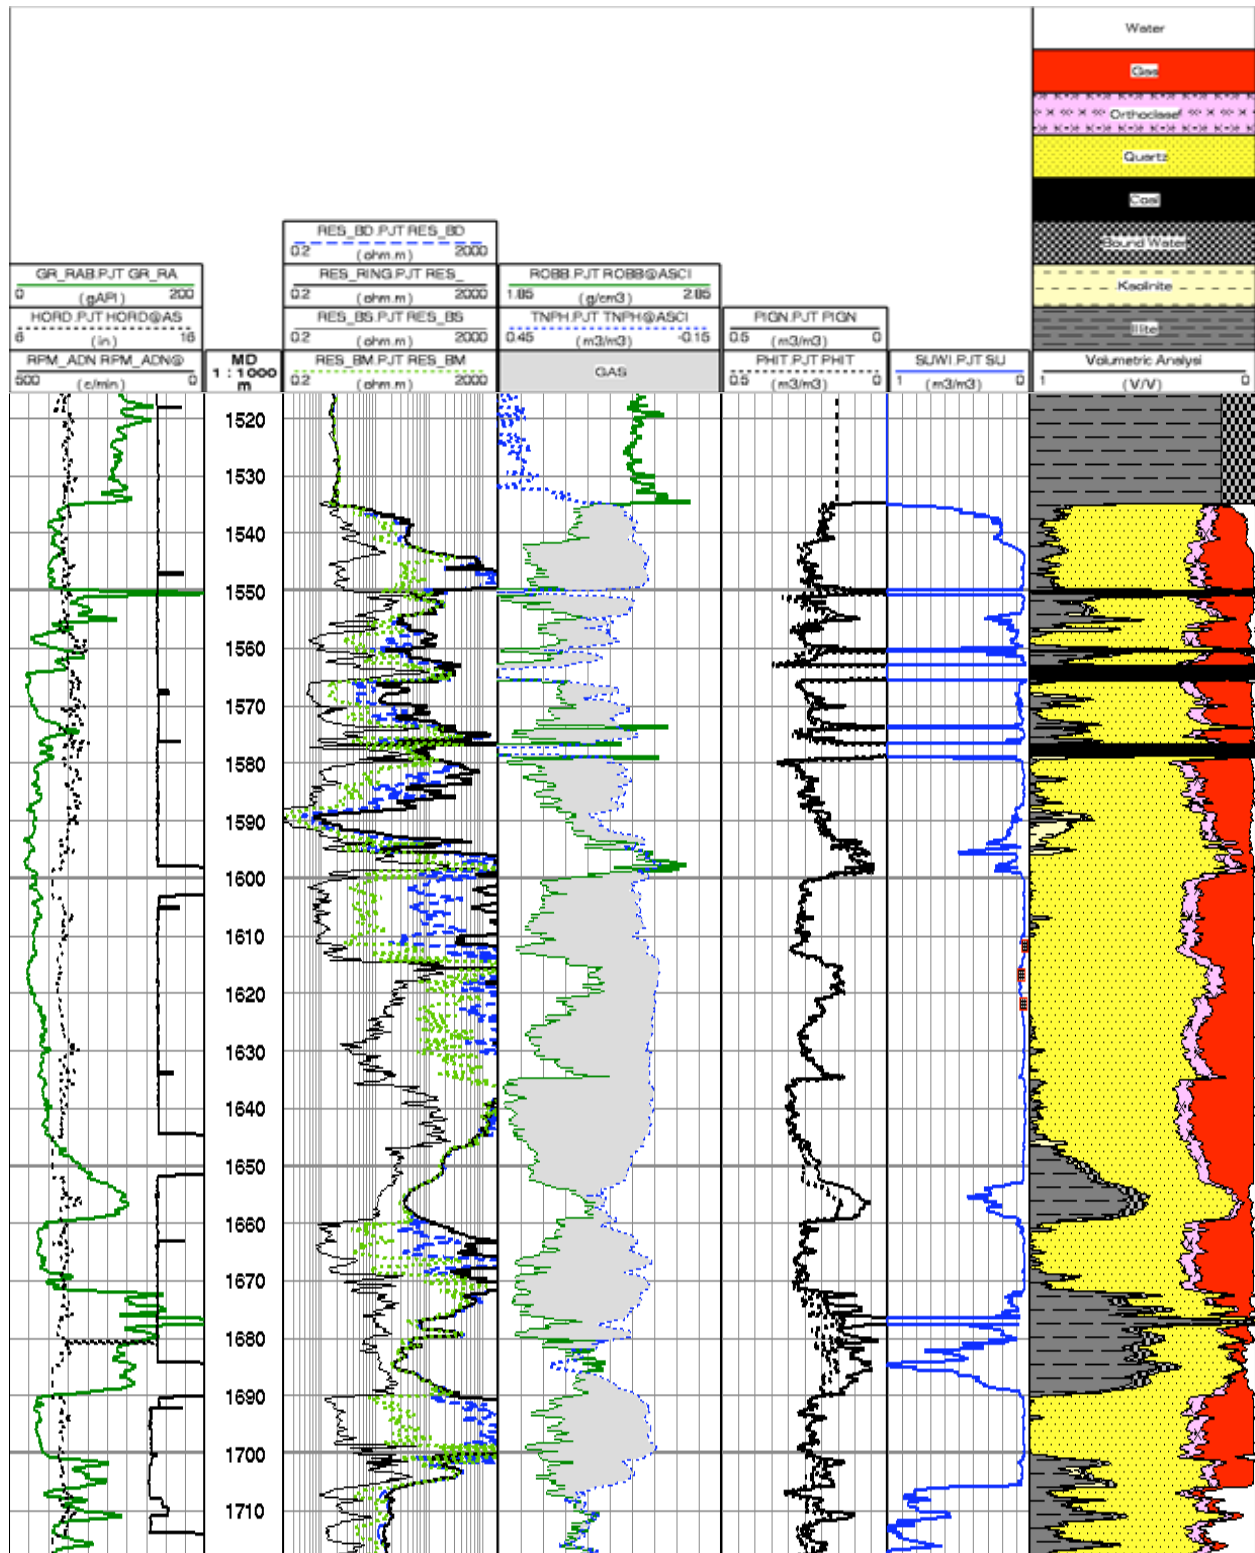 Water
Gas
Orthoclase
Quartz
Coal
Bound Water
Kaolinite
Illite
RES_BD.PJT RES_BD
0.2 (ohm.m) 2000
GR_RAB.PJT GR_RA
0 (gAPI) 200
RES_RING.PJT RES_
0.2 (ohm.m) 2000
ROBB.PJT ROBB@ASCI
1.85 (g/cm3) 2.85
HORD.PJT HORD@AS
6 (in) 16
RES_BS.PJT RES_BS
0.2 (ohm.m) 2000
TNPH.PJT TNPH@ASCI
0.45 (m3/m3) -0.15
PIGN.PJT PIGN
0.5 (m3/m3) 0
RPM_ADN RPM_ADN@
500 (c/min) 0
MD
1 : 1000
m
RES_BM.PJT RES_BM
0.2 (ohm.m) 2000
GAS
PHIT.PJT PHIT
0.5 (m3/m3) 0
SUWI.PJT SU
1 (m3/m3) 0
Volumetric Analysi
1 (V/V) 0
1520
1530
1540
1550
1560
1570
1580
1590
1600
1610
1620
1630
1640
1650
1660
1670
1680
1690
1700
1710